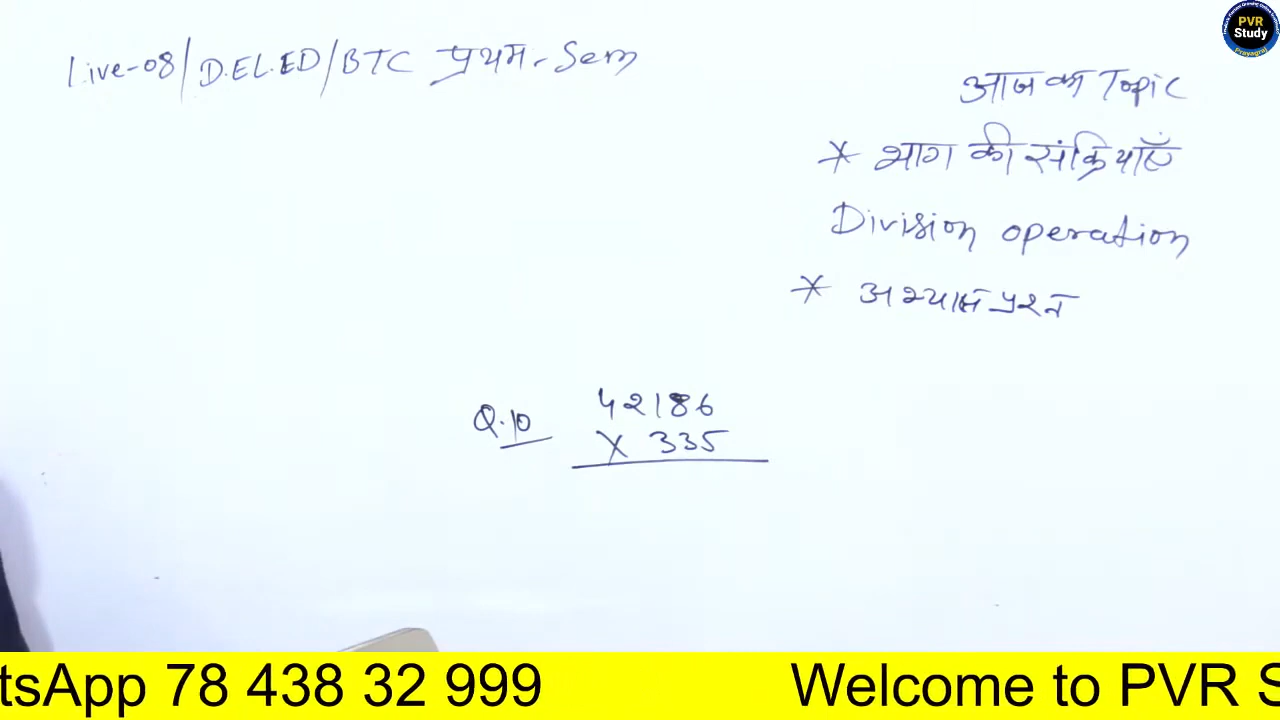 Live-08/D.EL.ED/BTC प्रथम - Sem
PVR
Study
Prayagraj
आज का Topic
* भाग की संक्रियाएँ
Division operation
* अभ्यास प्रश्न
Q.10 42186
X 335
tsApp 78 438 32 999 Welcome to PVR S